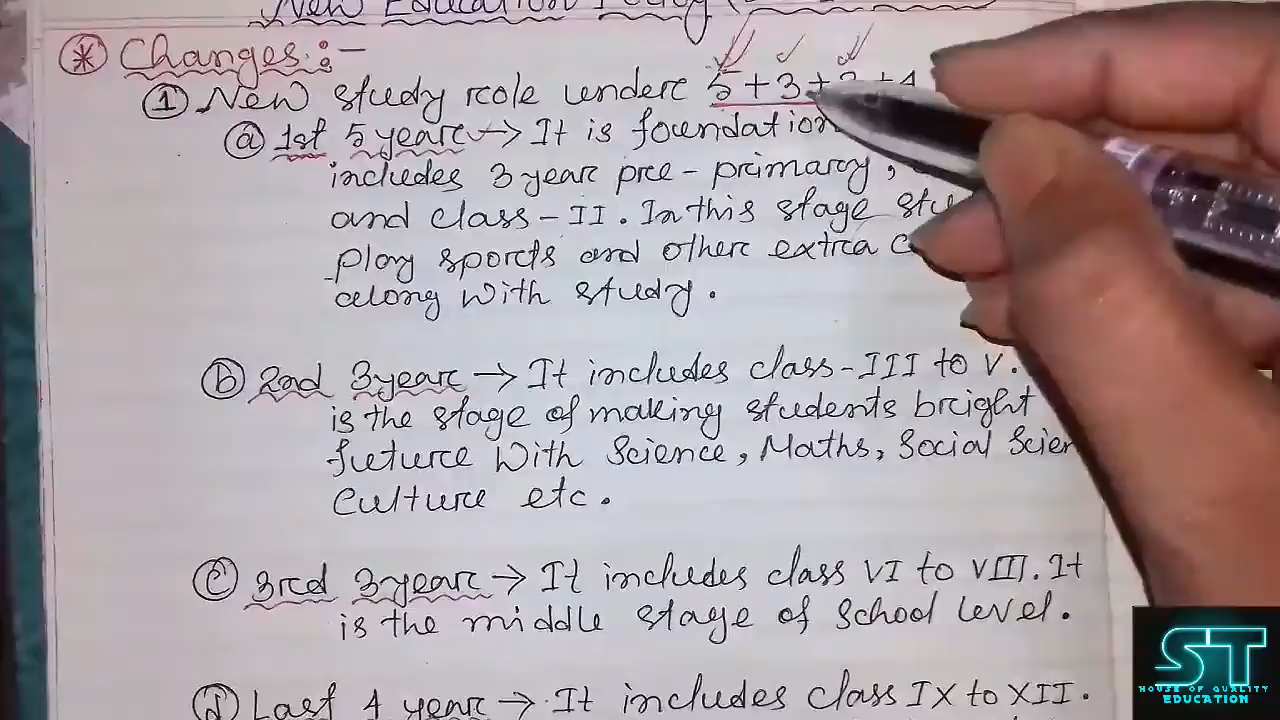 New Education Policy (
* Changes :-
① New study role under 5+3+3+4
ⓐ 1st 5 year → It is foundation
includes 3 year pre-primary,
and class-II. In this stage
play sports and other extra
along with study.
ⓑ 2nd 3 year → It includes class-III to V.
is the stage of making students bright
future With Science, Maths, Social
Culture etc.
ⓒ 3rd 3 year → It includes class VI to VIII. It
is the middle stage of school level.
ⓓ Last 4 year → It includes class IX to XII.
ST
HOUSE OF QUALITY
EDUCATION